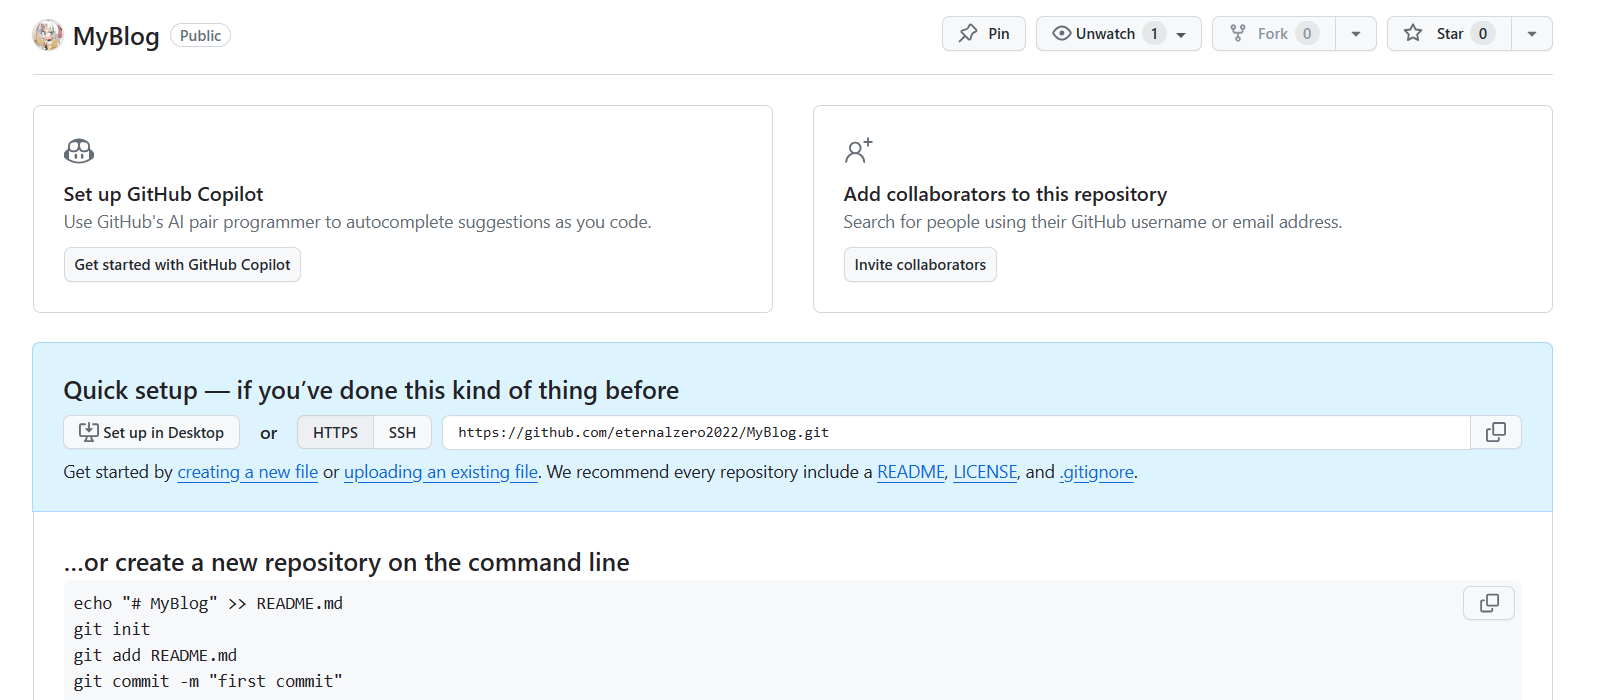 MyBlog Public Pin Unwatch 1 Fork 0 Star 0
Set up GitHub Copilot
Use GitHub's AI pair programmer to autocomplete suggestions as you code.
Get started with GitHub Copilot
Add collaborators to this repository
Search for people using their GitHub username or email address.
Invite collaborators
Quick setup — if you’ve done this kind of thing before
Set up in Desktop or HTTPS SSH https://github.com/eternalzero2022/MyBlog.git
Get started by creating a new file or uploading an existing file. We recommend every repository include a README, LICENSE, and .gitignore.
…or create a new repository on the command line
echo "# MyBlog" >> README.md
git init
git add README.md
git commit -m "first commit"